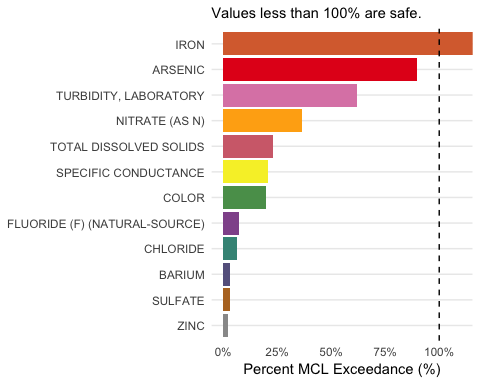 Values less than 100% are safe.
IRON
ARSENIC
TURBIDITY, LABORATORY
NITRATE (AS N)
TOTAL DISSOLVED SOLIDS
SPECIFIC CONDUCTANCE
COLOR
FLUORIDE (F) (NATURAL-SOURCE)
CHLORIDE
BARIUM
SULFATE
ZINC
0% 25% 50% 75% 100%
Percent MCL Exceedance (%)